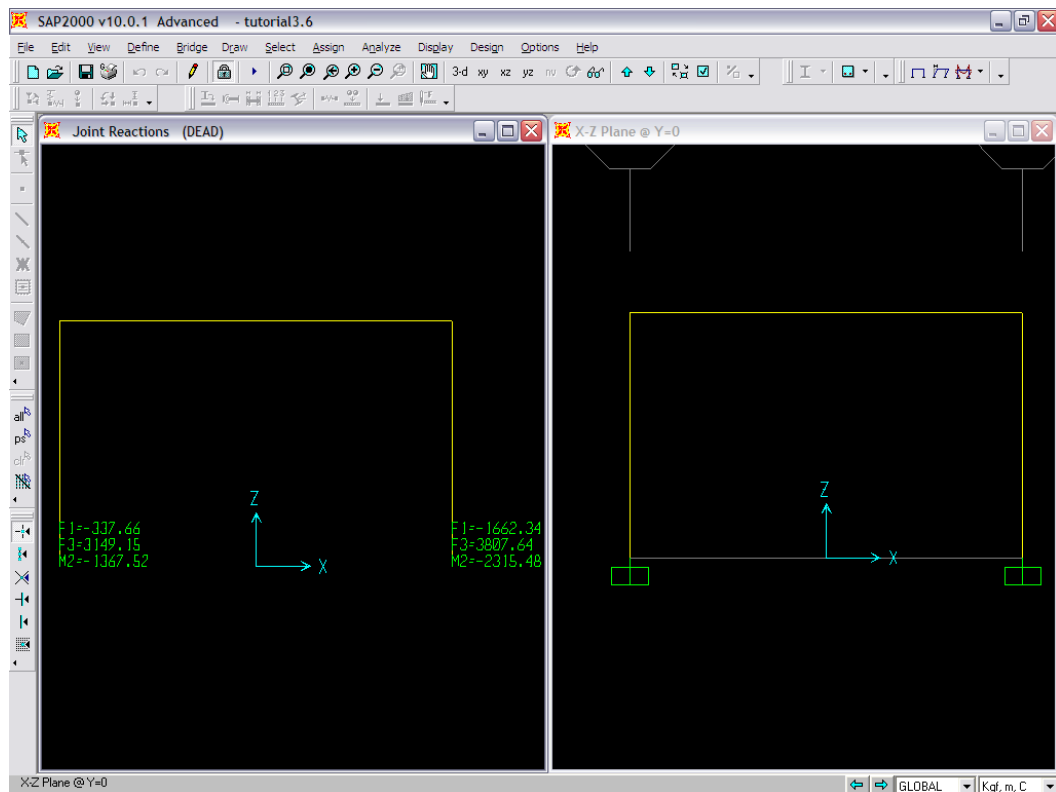 SAP2000 v10.0.1 Advanced - tutorial3.6
File Edit View Define Bridge Draw Select Assign Analyze Display Design Options Help
3-d xy xz yz nv
Joint Reactions (DEAD)
X-Z Plane @ Y=0
all
ps
clr
Z
X
F1=-337.66
F3=3149.15
M2=-1367.52
F1=-1662.34
F3=3807.64
M2=-2315.48
Z
X
X-Z Plane @ Y=0
GLOBAL
Kgf, m, C